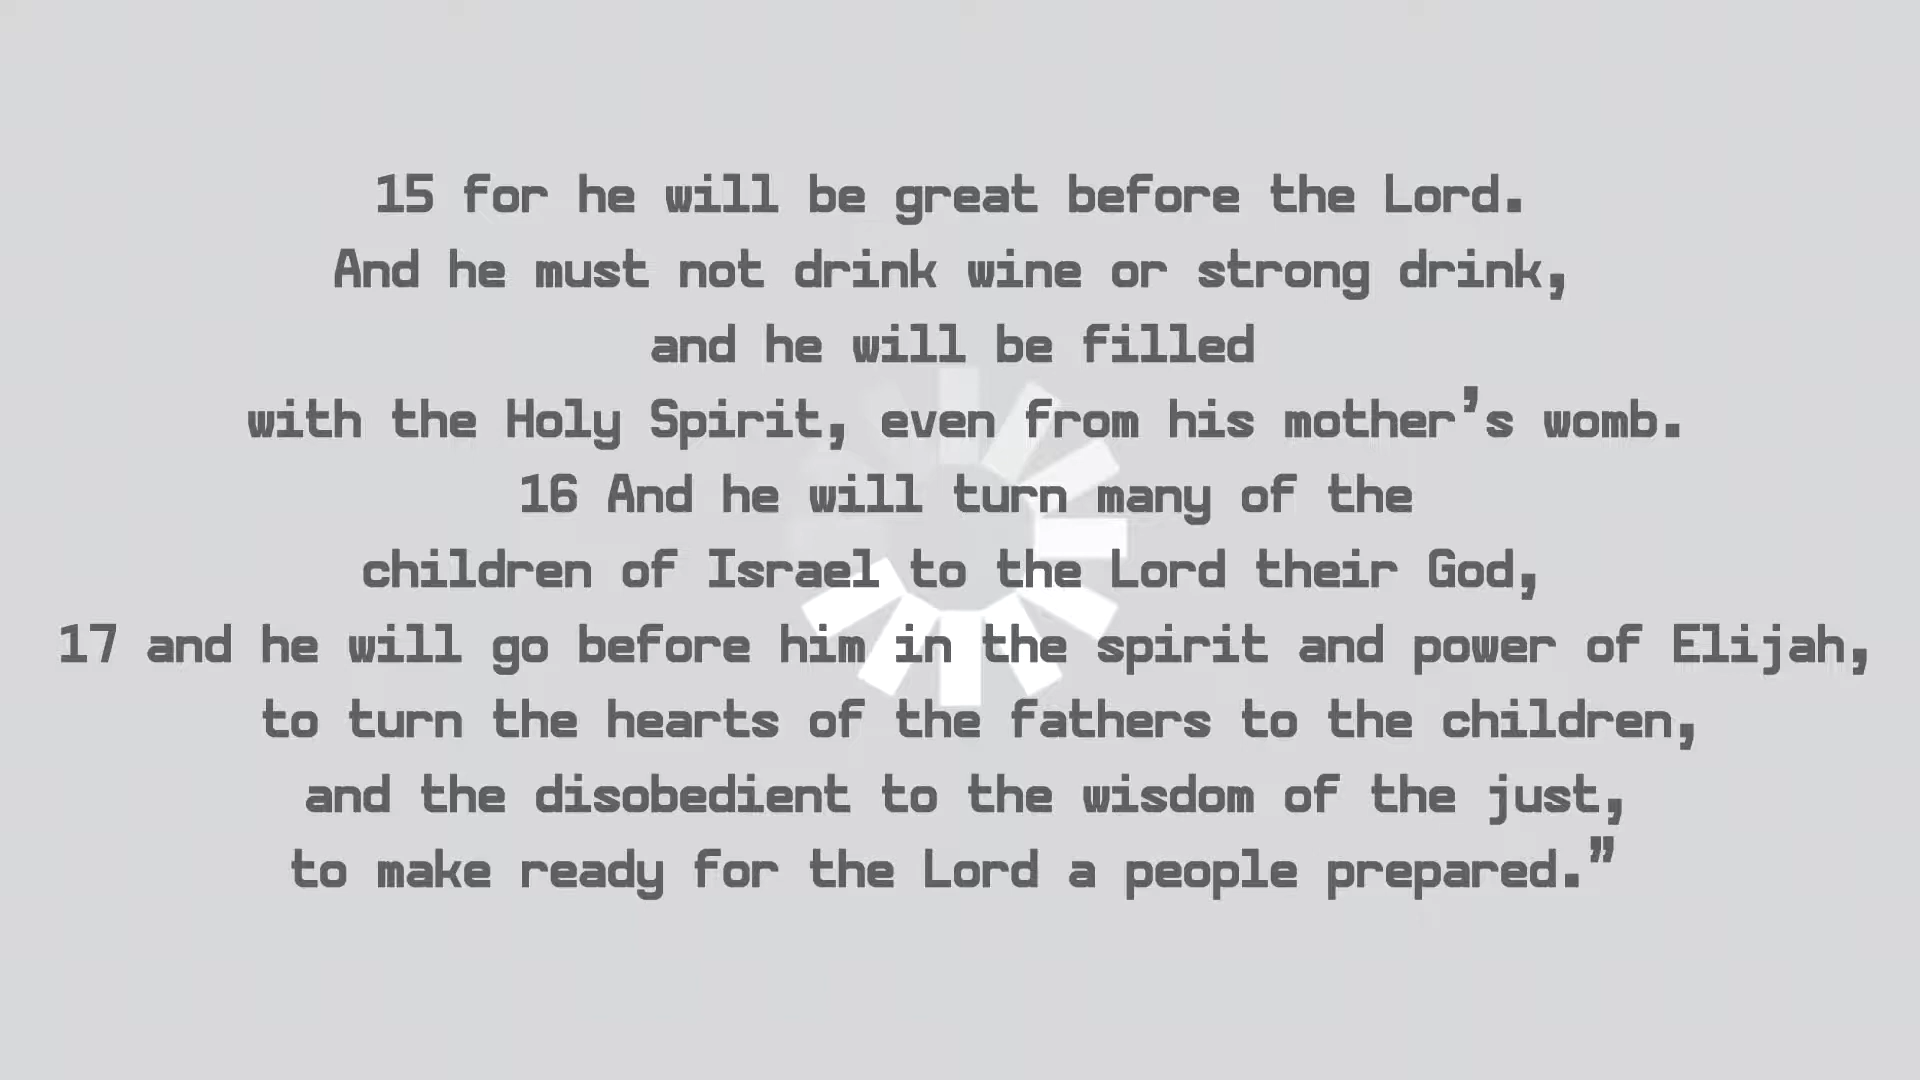 15 for he will be great before the Lord.
And he must not drink wine or strong drink,
and he will be filled
with the Holy Spirit, even from his mother’s womb.
16 And he will turn many of the
children of Israel to the Lord their God,
17 and he will go before him in the spirit and power of Elijah,
to turn the hearts of the fathers to the children,
and the disobedient to the wisdom of the just,
to make ready for the Lord a people prepared.”